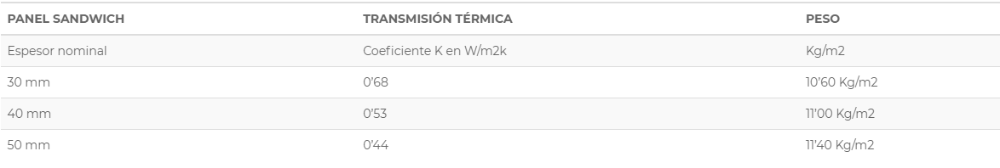 PANEL SANDWICH TRANSMISIÓN TÉRMICA PESO
Espesor nominal Coeficiente K en W/m2k Kg/m2
30 mm 0’68 10’60 Kg/m2
40 mm 0’53 11’00 Kg/m2
50 mm 0’44 11’40 Kg/m2